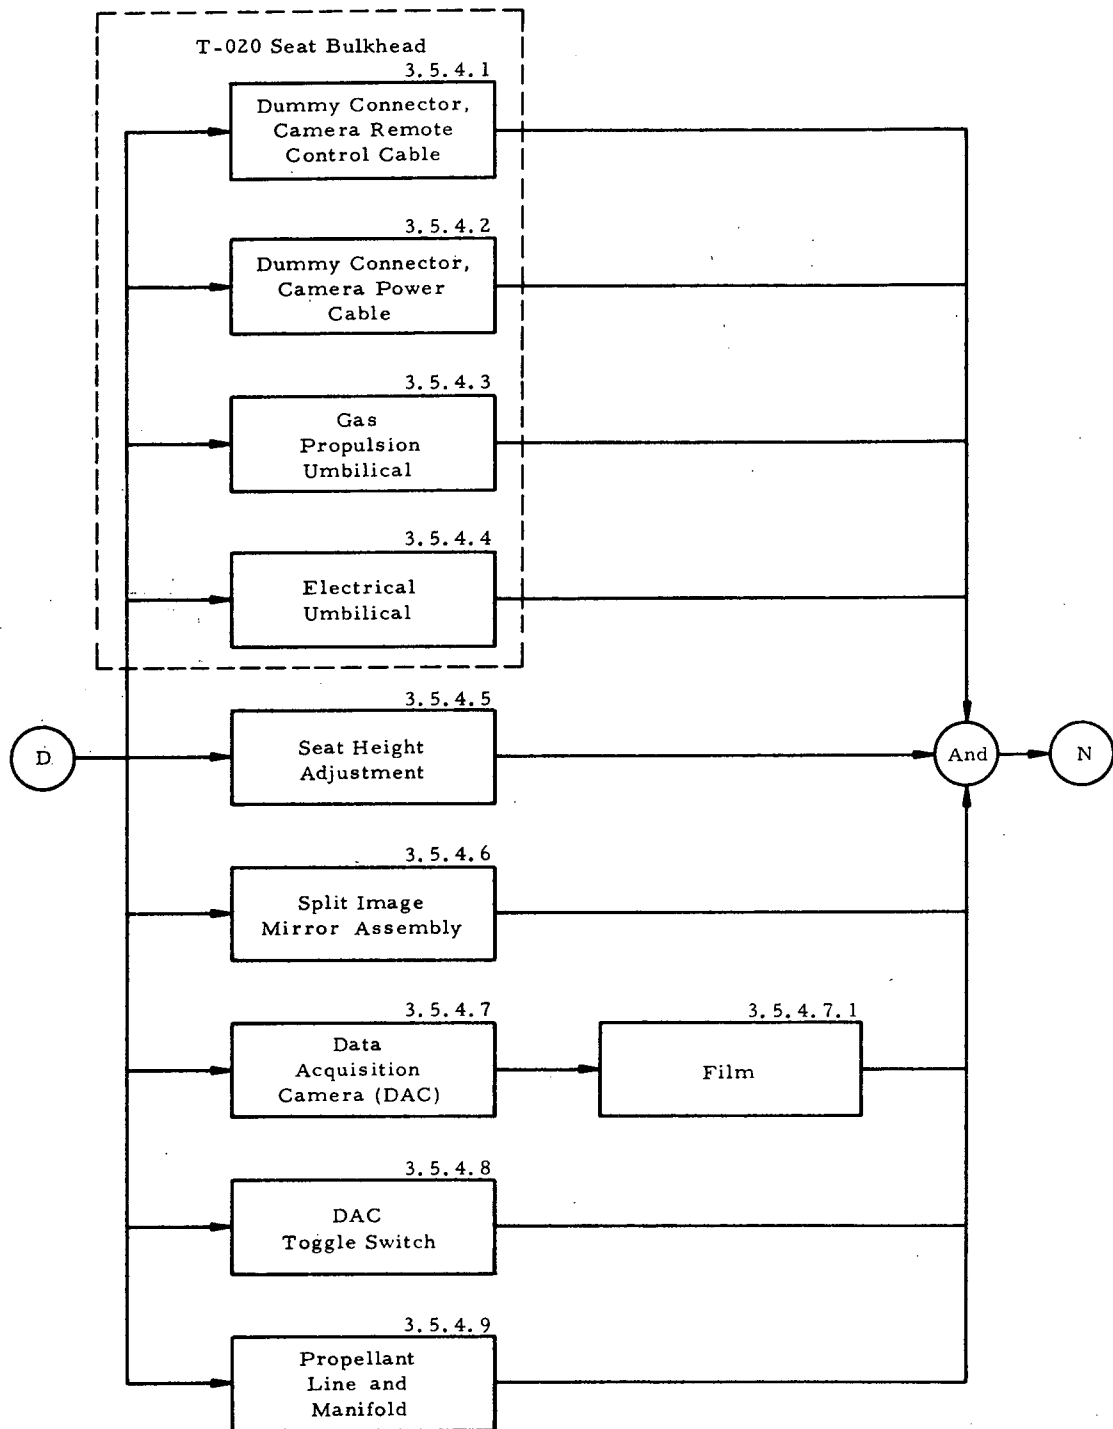 T-020 Seat Bulkhead
3.5.4.1
Dummy Connector,
Camera Remote
Control Cable
3.5.4.2
Dummy Connector,
Camera Power
Cable
3.5.4.3
Gas
Propulsion
Umbilical
3.5.4.4
Electrical
Umbilical
3.5.4.5
Seat Height
Adjustment
D
And
N
3.5.4.6
Split Image
Mirror Assembly
3.5.4.7
Data
Acquisition
Camera (DAC)
3.5.4.7.1
Film
3.5.4.8
DAC
Toggle Switch
3.5.4.9
Propellant
Line and
Manifold